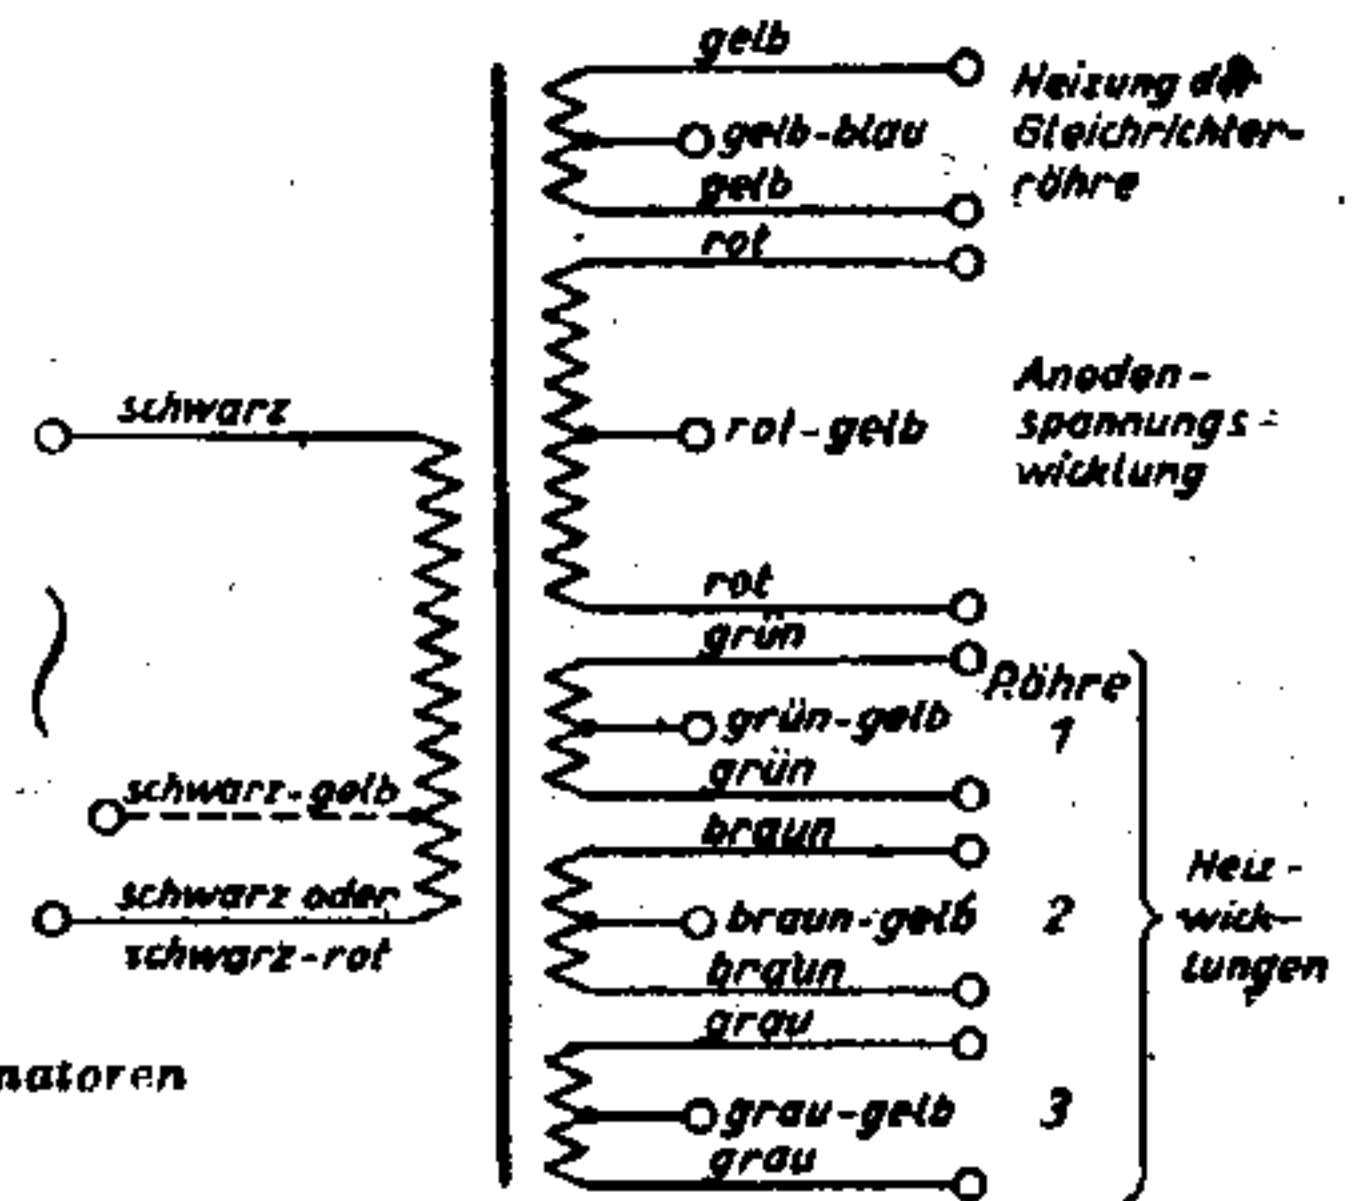 gelb
Heizung der
gelb-blau
Gleichrichter-
gelb
röhre
rot
Anoden-
schwarz
rot-gelb
spannungs-
wicklung
rot
grün
Röhre
grün-gelb
1
grün
schwarz-gelb
braun
Heiz-
schwarz oder
braun-gelb
2
wick-
schwarz-rot
braun
lungen
grau
natoren
grau-gelb
3
grau